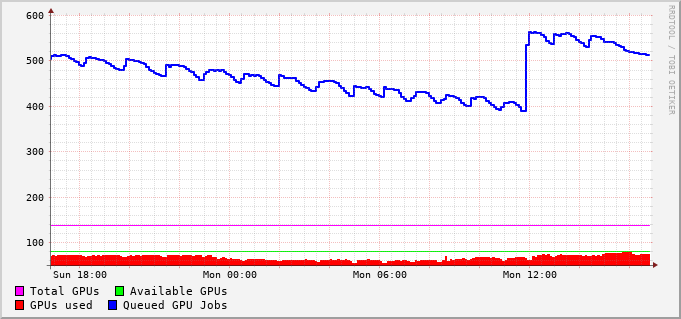 600
500
400
300
200
100
Sun 18:00 Mon 00:00 Mon 06:00 Mon 12:00
Total GPUs Available GPUs
GPUs used Queued GPU Jobs
RRDTOOL / TOBI OETIKER